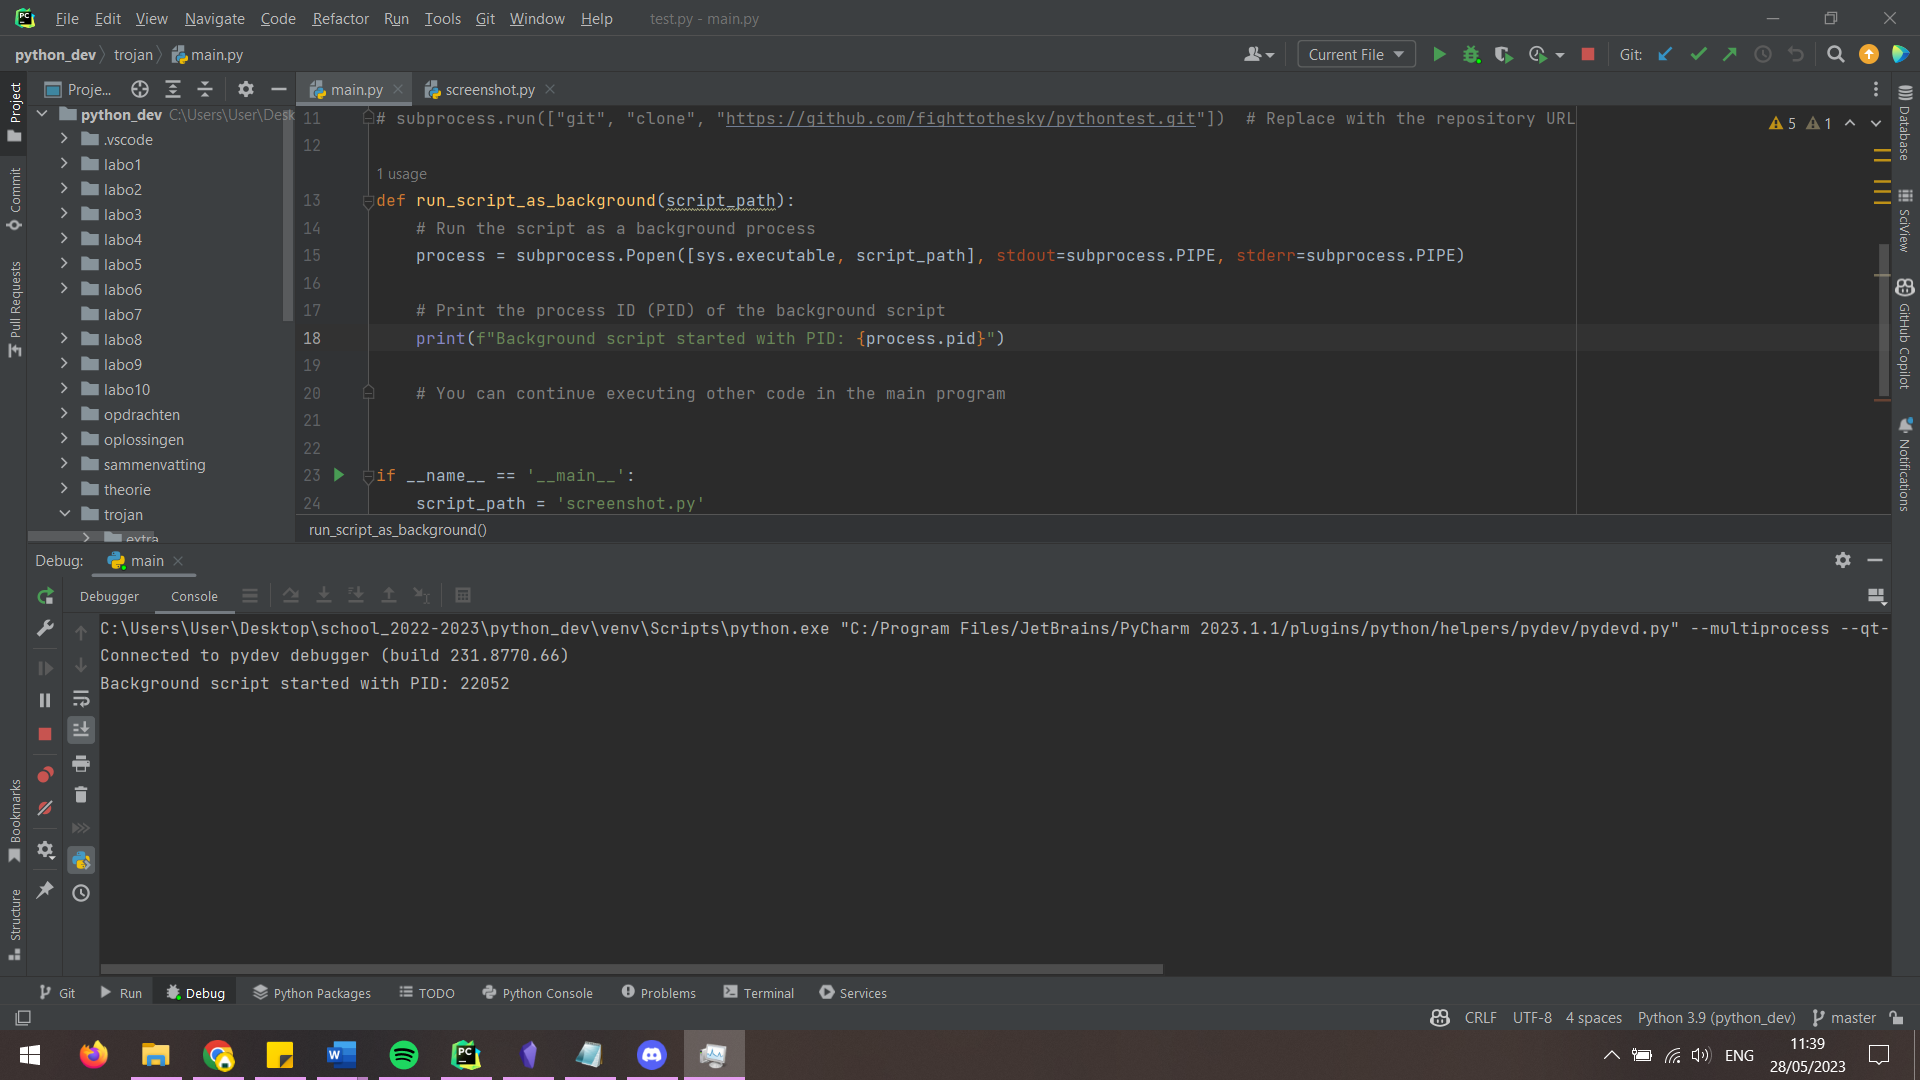 File Edit View Navigate Code Refactor Run Tools Git Window Help test.py - main.py
python_dev trojan main.py Current File Git:
Proje... main.py screenshot.py
Project
Commit
Pull Requests
Bookmarks
Structure
python_dev C:\Users\User\Desk
.vscode
labo1
labo2
labo3
labo4
labo5
labo6
labo7
labo8
labo9
labo10
opdrachten
oplossingen
sammenvatting
theorie
trojan
extra
11 # subprocess.run(["git", "clone", "https://github.com/fighttothesky/pythontest.git"])  # Replace with the repository URL
12
1 usage
13 def run_script_as_background(script_path):
14     # Run the script as a background process
15     process = subprocess.Popen([sys.executable, script_path], stdout=subprocess.PIPE, stderr=subprocess.PIPE)
16
17     # Print the process ID (PID) of the background script
18     print(f"Background script started with PID: {process.pid}")
19
20     # You can continue executing other code in the main program
21
22
23 if __name__ == '__main__':
24     script_path = 'screenshot.py'
5 1
run_script_as_background()
Database
SciView
GitHub Copilot
Notifications
Debug: main
Debugger Console
C:\Users\User\Desktop\school_2022-2023\python_dev\venv\Scripts\python.exe "C:/Program Files/JetBrains/PyCharm 2023.1.1/plugins/python/helpers/pydev/pydevd.py" --multiprocess --qt-
Connected to pydev debugger (build 231.8770.66)
Background script started with PID: 22052
Git Run Debug Python Packages TODO Python Console Problems Terminal Services
CRLF UTF-8 4 spaces Python 3.9 (python_dev) master
ENG
11:39
28/05/2023